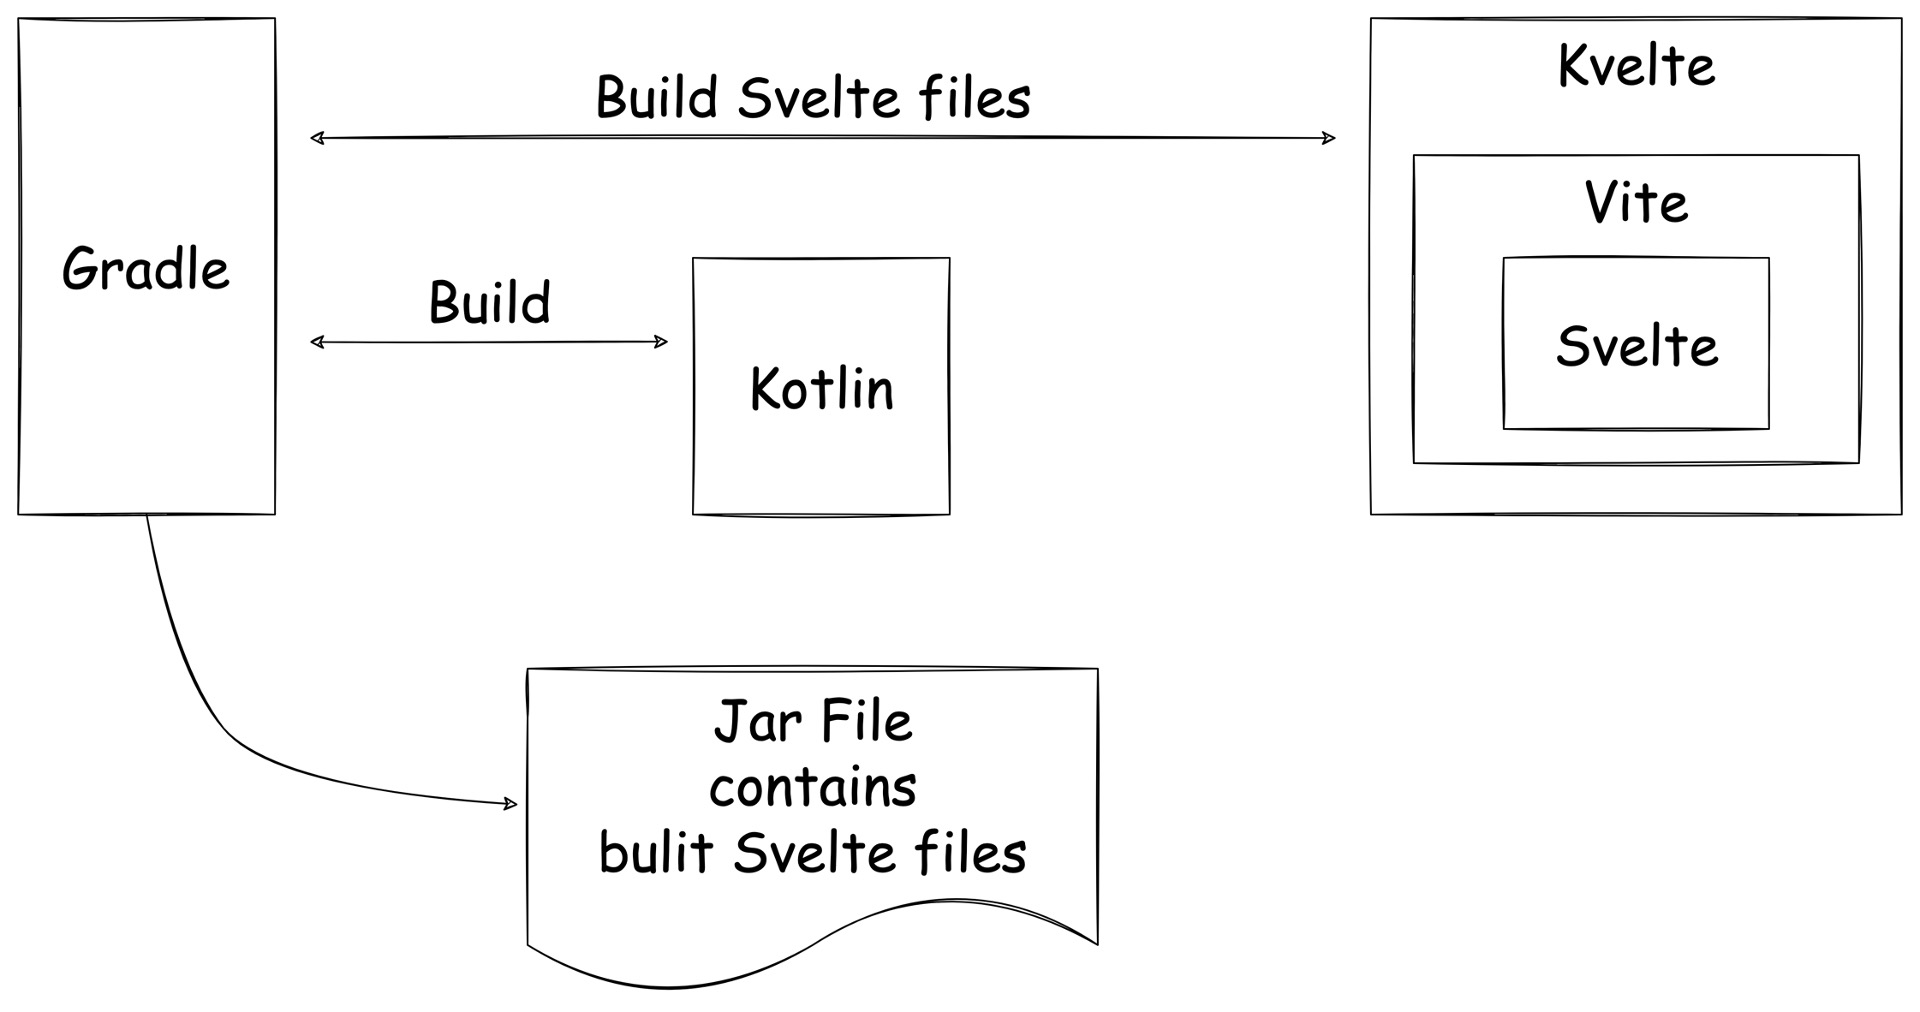 Kvelte
Build Svelte files
Vite
Gradle
Build
Svelte
Kotlin
Jar File
contains
bulit Svelte files